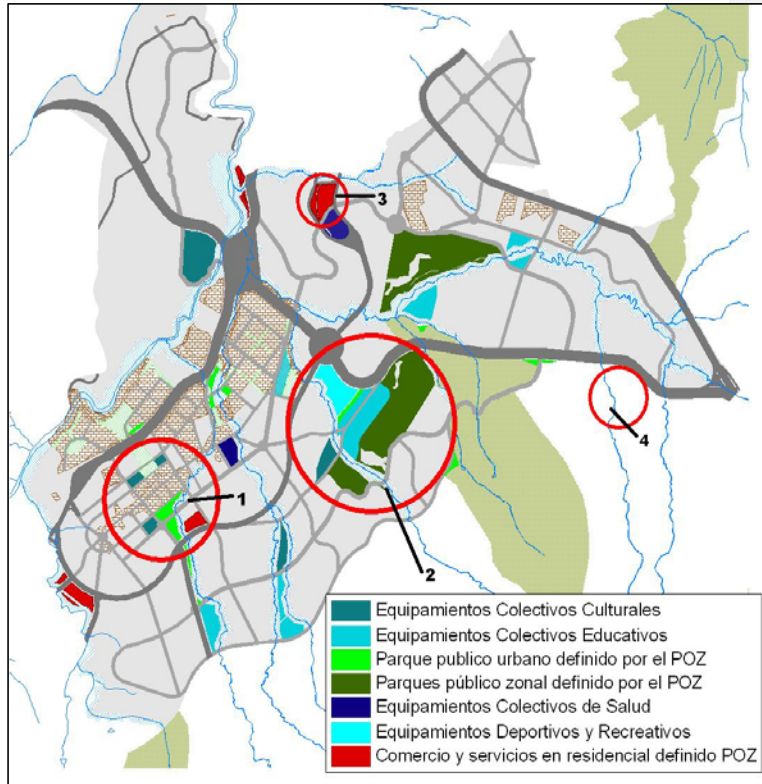 3
4
1
2
Equipamientos Colectivos Culturales
Equipamientos Colectivos Educativos
Parque publico urbano definido por el POZ
Parques público zonal definido por el POZ
Equipamientos Colectivos de Salud
Equipamientos Deportivos y Recreativos
Comercio y servicios en residencial definido POZ